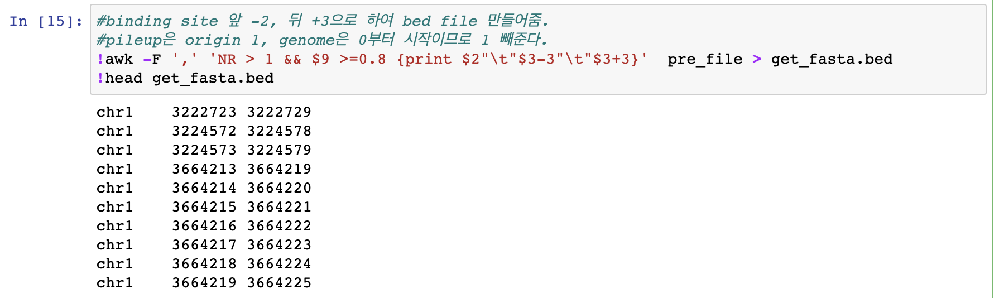 In [15]:
#binding site 앞 -2, 뒤 +3으로 하여 bed file 만들어줌.
#pileup은 origin 1, genome은 0부터 시작이므로 1 빼준다.
!awk -F ',' 'NR > 1 && $9 >=0.8 {print $2"\t"$3-3"\t"$3+3}'  pre_file > get_fasta.bed
!head get_fasta.bed
chr1    3222723 3222729
chr1    3224572 3224578
chr1    3224573 3224579
chr1    3664213 3664219
chr1    3664214 3664220
chr1    3664215 3664221
chr1    3664216 3664222
chr1    3664217 3664223
chr1    3664218 3664224
chr1    3664219 3664225